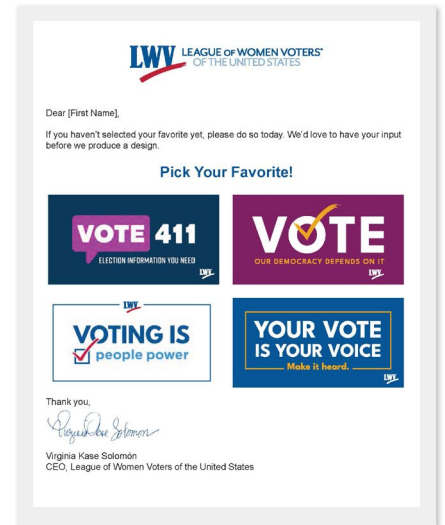 LWV LEAGUE OF WOMEN VOTERS®
OF THE UNITED STATES
Dear [First Name],
If you haven't selected your favorite yet, please do so today. We'd love to have your input
before we produce a design.
Pick Your Favorite!
VOTE 411
ELECTION INFORMATION YOU NEED
LWV
VOTE
OUR DEMOCRACY DEPENDS ON IT
LWV
LWV
VOTING IS
people power
YOUR VOTE
IS YOUR VOICE
Make it heard.
LWV
Thank you,
Virginia Kase Solomón
Virginia Kase Solomón
CEO, League of Women Voters of the United States